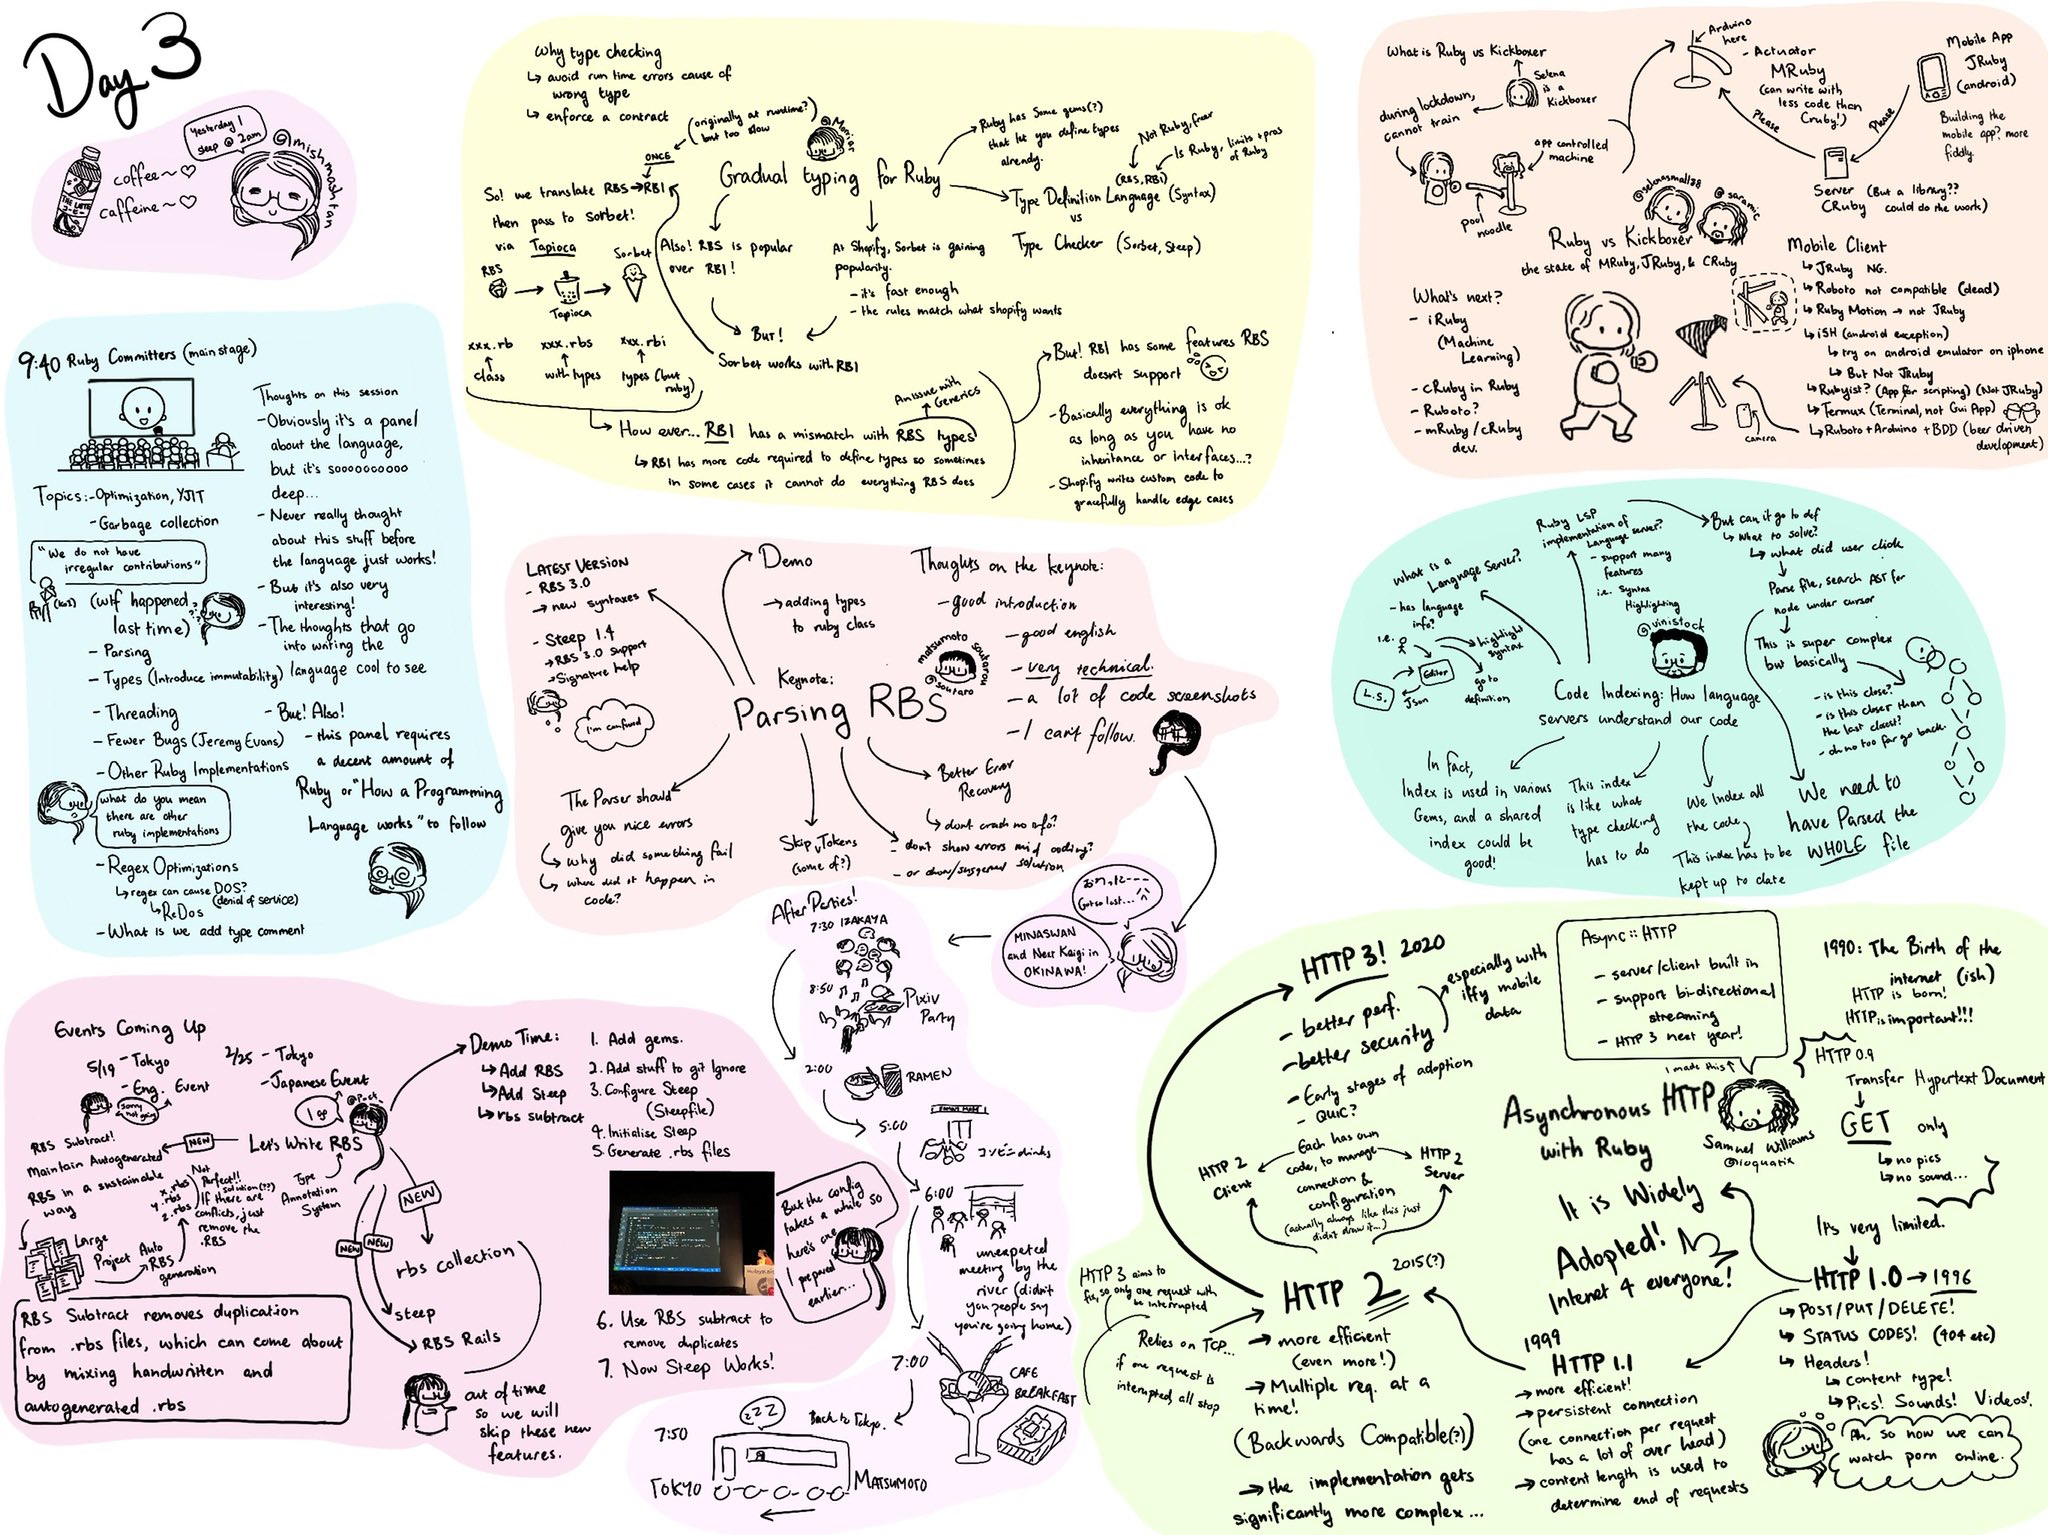 Day 3
Yesterday I
sleep @ 2am
@mishmashfan
coffee~♡
caffeine~♡
THE LATTE
9:40 Ruby Committers (main stage)
Topics:-Optimization, YJIT
-Garbage collection
"We do not have
irregular contributions"
(wtf happened
last time)
-Parsing
-Types (Introduce immutability)
-Threading
-Fewer Bugs (Jeremy Evans)
-Other Ruby Implementations
what do you mean
there are other
ruby implementations
-Regex Optimizations
↳regex can cause DOS?
(denial of service)
↳ReDos
-What is we add type comment
Thoughts on this session
-Obviously it's a panel
about the language,
but it's soooooooooo
deep...
-Never really thought
about this stuff before
the language just works!
-But it's also very
interesting!
-The thoughts that go
into writing the
language cool to see
-But! Also!
-this panel requires
a decent amount of
Ruby or "How a Programming
Language works" to follow
Why type checking
↳ avoid run time errors cause of
wrong type
↳ enforce a contract
(originally at runtime?)
but too slow
ONCE
So! we translate RBS→RBI
then pass to sorbet!
via Tapioca
RBS
Tapioca
Sorbet
xxx.rb
class
xxx.rbs
with types
xxx.rbi
types (but
ruby)
@Moriar
Gradual typing for Ruby
Ruby has some gems(?)
that let you define types
already.
Not Ruby, freer
Is Ruby, limits + pros
of Ruby
(RBS, RBI)
Type Definition Language (Syntax)
vs
Type Checker (Sorbet, Steep)
Also! RBS is popular
over RBI!
At Shopify, Sorbet is gaining
popularity.
-it's fast enough
-the rules match what shopify wants
But!
Sorbet works with RBI
An issue with
Generics
How ever... RBI has a mismatch with RBS types
↳ RBI has more code required to define types so sometimes
in some cases it cannot do everything RBS does
But! RBI has some features RBS
doesn't support
-Basically everything is ok
as long as you have no
inheritance or interfaces...?
-Shopify writes custom code to
gracefully handle edge cases
What is Ruby vs Kickboxer
Selena
is a
Kickboxer
during lockdown,
cannot train
app controlled
machine
pool
noodle
Arduino
here
-Actuator
MRuby
(can write with
less code than
Cruby!)
Mobile App
JRuby
(android)
Building the
mobile app? more
fiddly.
Please
Please
Server
CRuby
(But a library??
could do the work)
@selenasmall88
@saramic
Ruby vs Kickboxer
the state of MRuby, JRuby, & CRuby
What's next?
-iRuby
(Machine
Learning)
-cRuby in Ruby
-Ruboto?
-mRuby/cRuby
dev.
camera
Mobile Client
↳JRuby NG.
↳Roboto not compatible (dead)
↳Ruby Motion → not JRuby
↳iSH (android exception)
↳try on android emulator on iphone
↳But Not JRuby
↳Rubyist? (App for scripting) (Not JRuby)
↳Termux (Terminal, not Gui App)
↳Ruboto + Arduino + BDD (beer driven
development)
LATEST VERSION
-RBS 3.0
→new syntaxes
-Steep 1.4
→RBS 3.0 support
→Signature help
I'm confused
Demo
→adding types
to ruby class
Keynote:
Parsing RBS
matsumoto soutarou
@soutaro
Thoughts on the keynote:
-good introduction
-good english
-very technical.
-a lot of code screenshots
-I can't follow.
The Parser should
give you nice errors
↳why did something fail
↳where did it happen in
code?
Skip Tokens
(some of?)
Better Error
Recovery
↳dont crash no info?
-dont show errors mid coding?
-or show/suggested solution
Got so lost...
MINASWAN
and Next Kaigi in
OKINAWA!
What is a
Language Server?
-has language
info?
i.e.
Editor
L.S.
Json
highlight
syntax
go to
definition
Ruby LSP
implementation of
Language server?
-support many
features
i.e. Syntax
Highlighting
@vinistock
Code Indexing: How language
servers understand our code
But can it go to def
↳What to solve?
↳what did user click
Parse file, search AST for
node under cursor
This is super complex
but basically
-is this close?
-is this closer than
the last closest?
-oh no too far go back
In fact,
Index is used in various
Gems, and a shared
index could be
good!
This index
is like what
type checking
has to do
We Index all
the code
This index has to be
kept up to date
We need to
have Parsed the
WHOLE file
Events Coming Up
5/19 -Tokyo
-Eng. Event
Sorry
not going
2/25 -Tokyo
-Japanese Event
I go
@Pock
Let's Write RBS
Type
Annotation
System
NEW
RBS Subtract!
Maintain Autogenerated
RBS in a sustainable
way
x.rbs
y.rbs
z.rbs
Not
Perfect!!
solution(??)
If there are
conflicts, just
remove the
.RBS
Large
Project
Auto
RBS
generation
NEW
NEW
NEW
rbs collection
steep
RBS Rails
out of time
so we will
skip these new
features.
RBS Subtract removes duplication
from .rbs files, which can come about
by mixing handwritten and
autogenerated .rbs
Demo Time:
↳Add RBS
↳Add Steep
↳rbs subtract
1. Add gems.
2. Add stuff to git Ignore
3. Configure Steep
(Steepfile)
4. Initialise Steep
5. Generate .rbs files
But the config
takes a while so
here's one
I prepared
earlier...
6. Use RBS subtract to
remove duplicates
7. Now Steep Works!
After Parties!
7:30 IZAKAYA
8:50
Pixiv
Party
2:00
RAMEN
5:00
コンビニ drinks
6:00
unexpeted
meeting by the
river (didn't
you people say
you're going home)
7:00
CAFE
BREAKFAST
Back to Tokyo.
zzz
7:50
TOKYO
MATSUMOTO
HTTP 3! 2020
-better perf.
-better security
especially with
iffy mobile
data
-Early stages of adoption
-QUIC?
-Each has own
code, to manage
connection &
configuration
(actually always like this just
didn't draw it...)
HTTP 2
Client
HTTP 2
Server
Async::HTTP
-server/client built in
-support bi-directional
streaming
-HTTP 3 next year!
I made this↑
Asynchronous HTTP
with Ruby
Samuel Williams
@ioquatix
It is Widely
Adopted!
Internet 4 everyone!
1990: The Birth of the
internet (ish)
HTTP is born!
HTTP is important!!!
HTTP 0.9
Transfer Hypertext Document
GET only
↳no pics
↳no sound...
It's very limited.
HTTP 1.0→1996
↳POST/PUT/DELETE!
↳STATUS CODES! (404 etc)
↳Headers!
↳content type!
↳Pics! Sounds! Videos!
Ah. So now we can
watch porn online.
1999
HTTP 1.1
→more efficient!
→persistent connection
(one connection per request
has a lot of over head)
→content length is used to
determine end of requests
HTTP 2 2015(?)
→more efficient
(even more!)
→Multiple req. at a
time!
(Backwards Compatible(?))
→the implementation gets
significantly more complex...
HTTP 3 aims to
fix, so only one request will
be interrupted
Relies on TCP...
if one request is
interupted, all stop